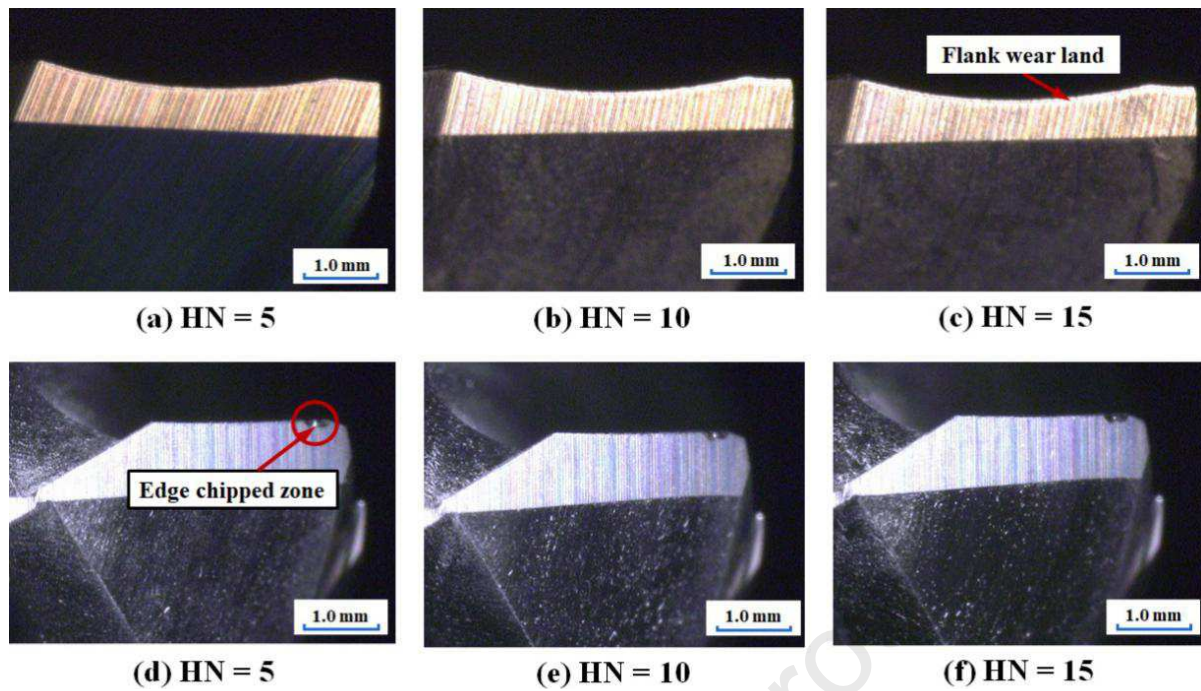 Flank wear land
1.0 mm
1.0 mm
1.0 mm
(a) HN = 5
(b) HN = 10
(c) HN = 15
Edge chipped zone
1.0 mm
1.0 mm
1.0 mm
(d) HN = 5
(e) HN = 10
(f) HN = 15
ro